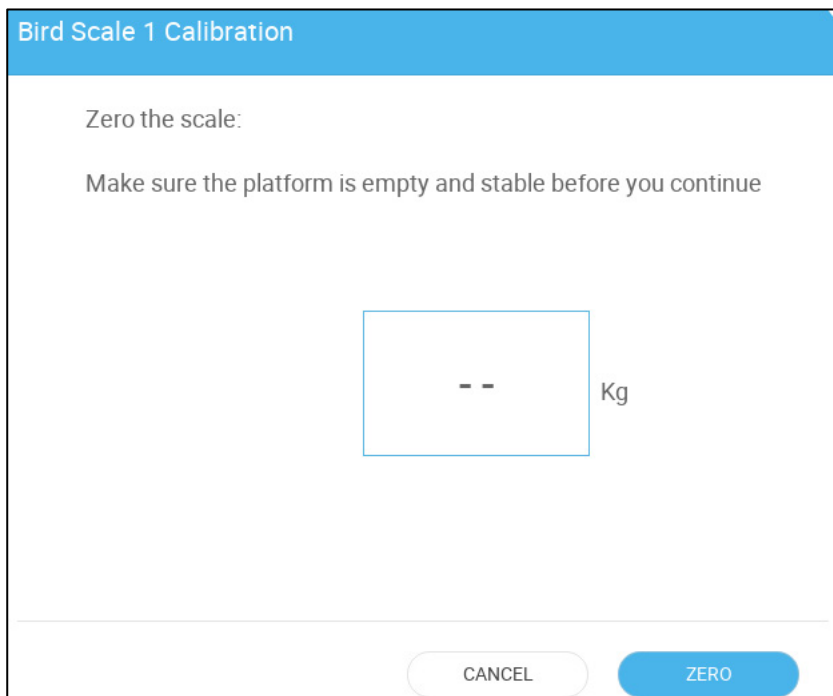 Bird Scale 1 Calibration
Zero the scale:
Make sure the platform is empty and stable before you continue
-- Kg
CANCEL ZERO